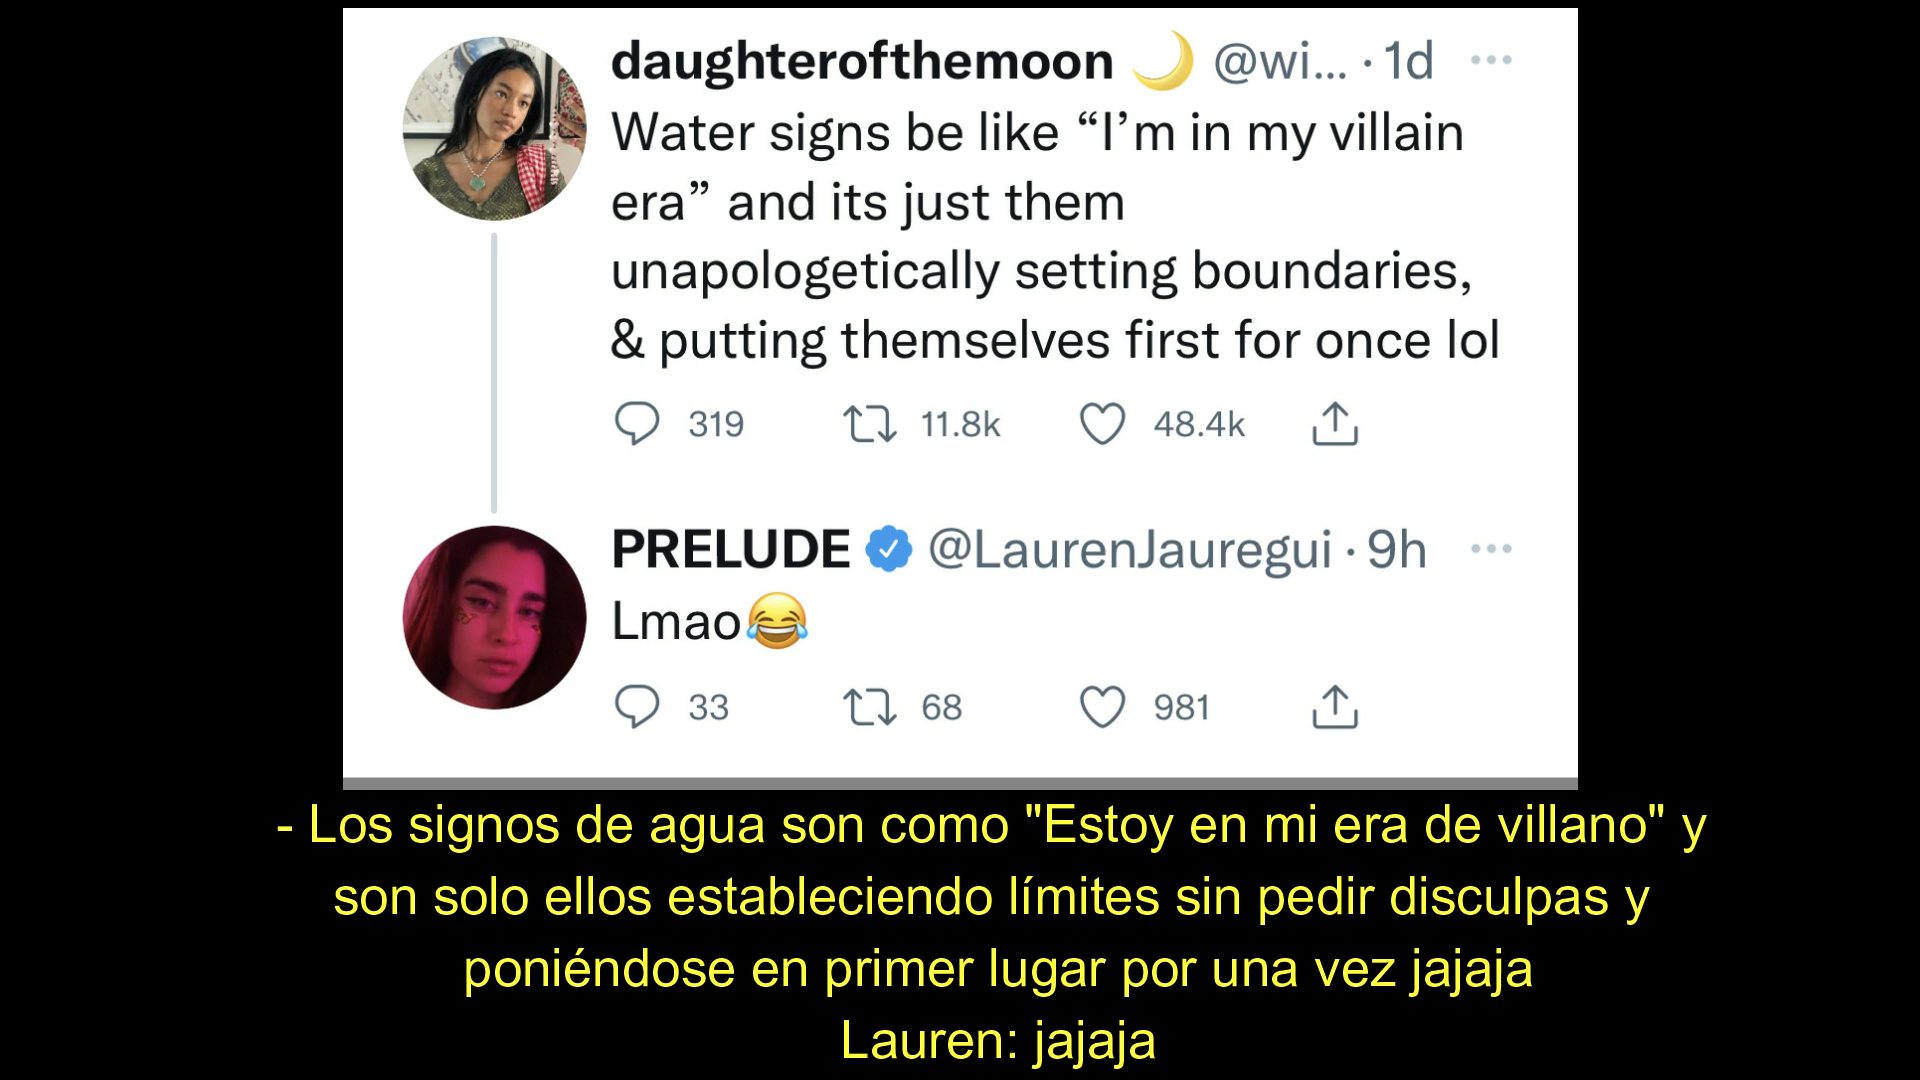 daughterofthemoon 🌙 @wi... · 1d
Water signs be like “I’m in my villain
era” and its just them
unapologetically setting boundaries,
& putting themselves first for once lol
319 11.8k 48.4k
PRELUDE @LaurenJauregui · 9h
Lmao😂
33 68 981
- Los signos de agua son como "Estoy en mi era de villano" y
son solo ellos estableciendo límites sin pedir disculpas y
poniéndose en primer lugar por una vez jajaja
Lauren: jajaja